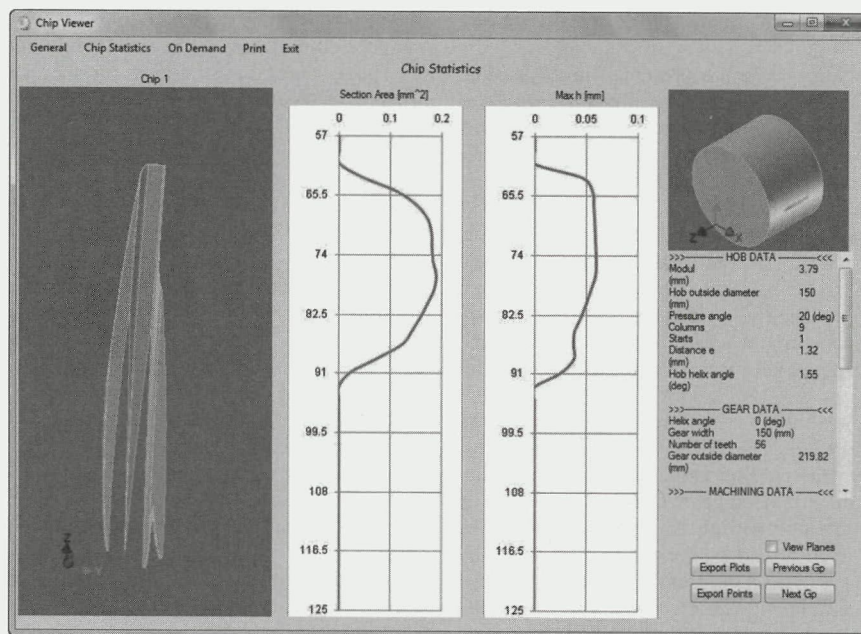 Chip Viewer
General Chip Statistics On Demand Print Exit
Chip Statistics
Chip 1
Section Area [mm^2]
0 0.1 0.2
57
65.5
74
82.5
91
99.5
108
116.5
125
Max h [mm]
0 0.05 0.1
57
65.5
74
82.5
91
99.5
108
116.5
125
Z X
>>>------ HOB DATA ------<<<
Modul 3.79
(mm)
Hob outside diameter 150
(mm)
Pressure angle 20 (deg)
Columns 9
Starts 1
Distance e 1.32
(mm)
Hob helix angle 1.55
(deg)
>>>------ GEAR DATA ------<<<
Helix angle 0 (deg)
Gear width 150 (mm)
Number of teeth 56
Gear outside diameter 219.82
(mm)
>>>------ MACHINING DATA ------<<<
View Planes
Export Plots Previous Gp
Export Points Next Gp